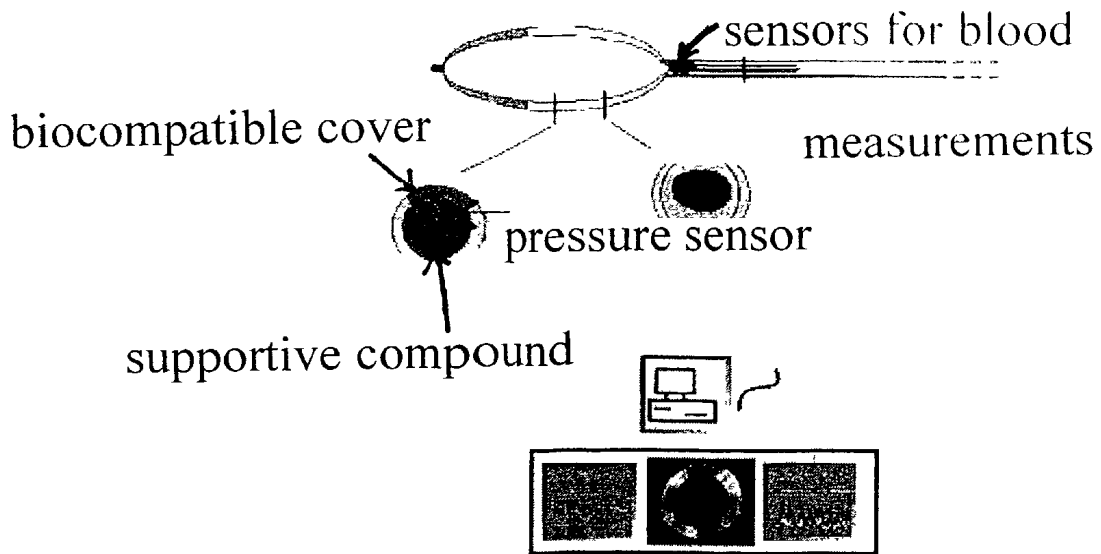 sensors for blood
biocompatible cover
measurements
pressure sensor
supportive compound